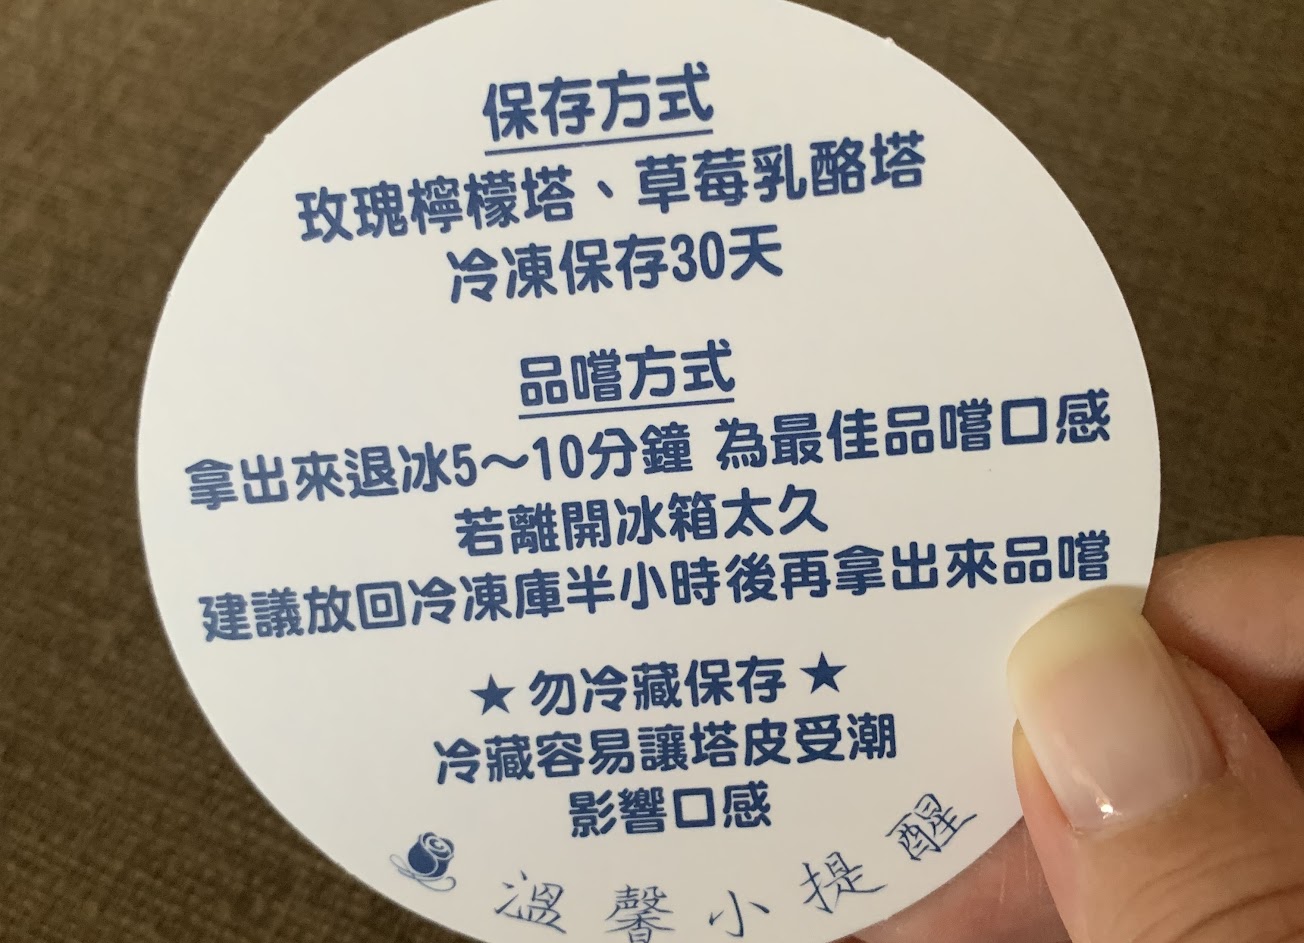 保存方式
玫瑰檸檬塔、草莓乳酪塔
冷凍保存30天
品嚐方式
拿出來退冰5～10分鐘 為最佳品嚐口感
若離開冰箱太久
建議放回冷凍庫半小時後再拿出來品嚐
★ 勿冷藏保存 ★
冷藏容易讓塔皮受潮
影響口感
溫馨小提醒